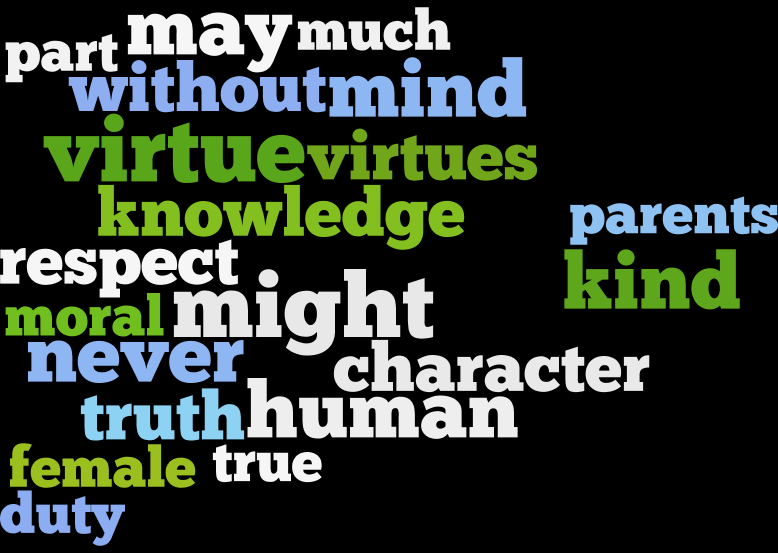 part may much
without mind
virtue virtues
knowledge parents
respect kind
moral might
never character
truth human
female true
duty